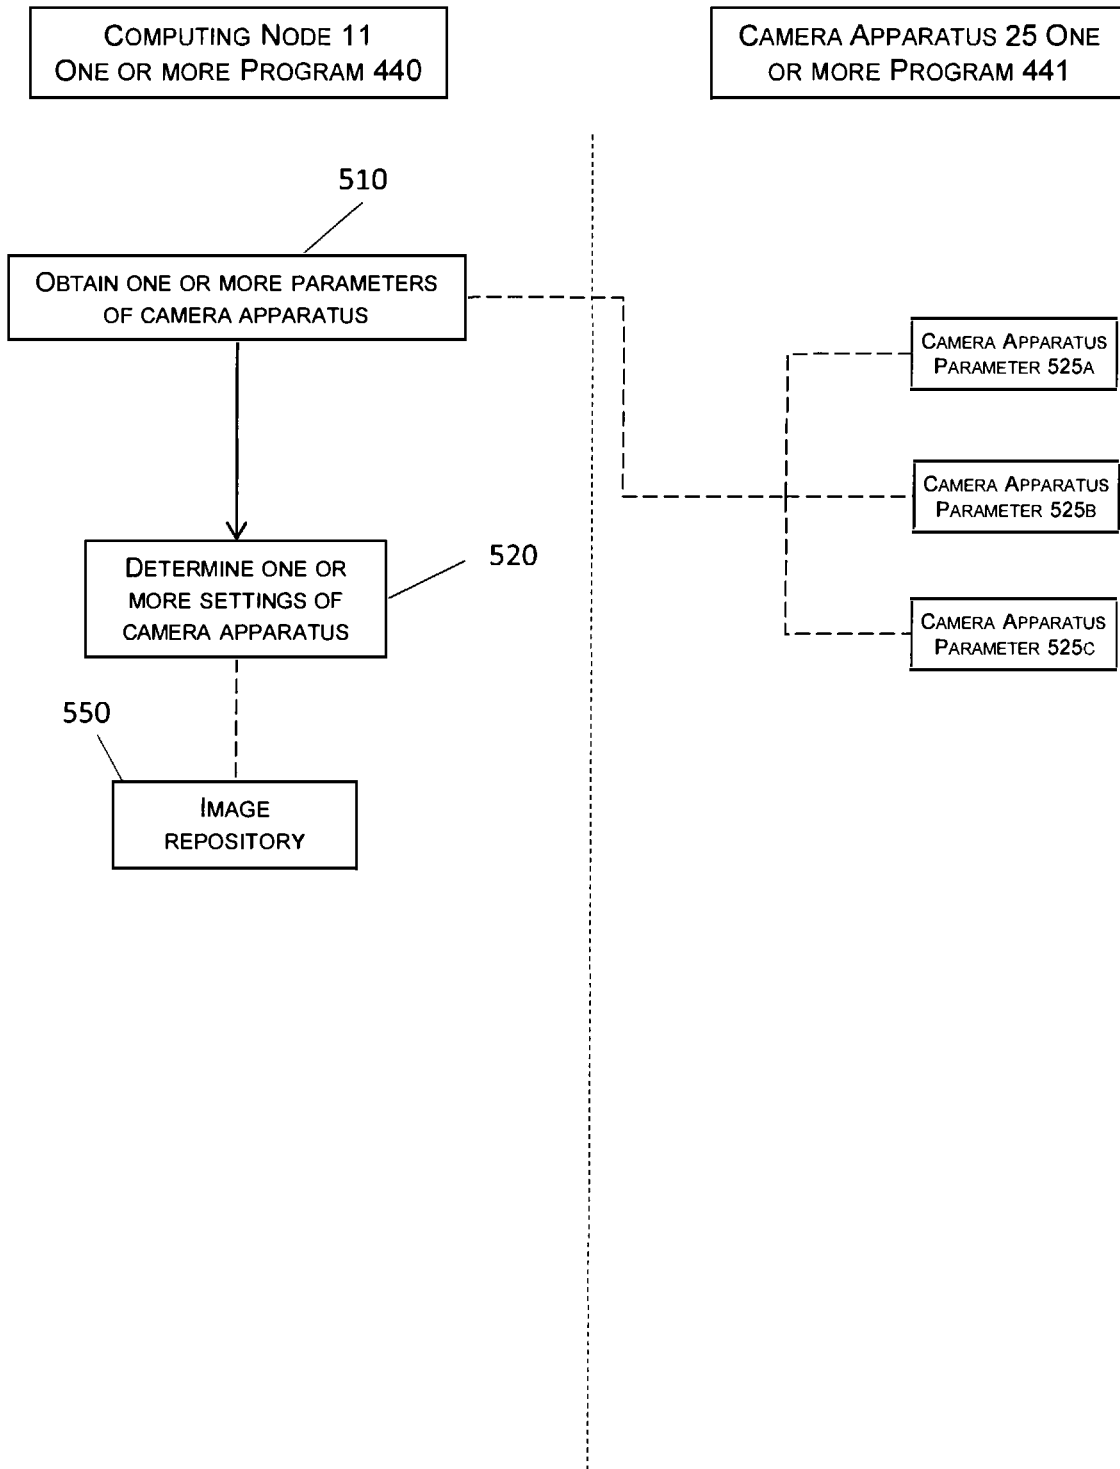 COMPUTING NODE 11
ONE OR MORE PROGRAM 440
CAMERA APPARATUS 25 ONE
OR MORE PROGRAM 441
510
OBTAIN ONE OR MORE PARAMETERS
OF CAMERA APPARATUS
CAMERA APPARATUS
PARAMETER 525A
CAMERA APPARATUS
PARAMETER 525B
520
DETERMINE ONE OR
MORE SETTINGS OF
CAMERA APPARATUS
CAMERA APPARATUS
PARAMETER 525C
550
IMAGE
REPOSITORY